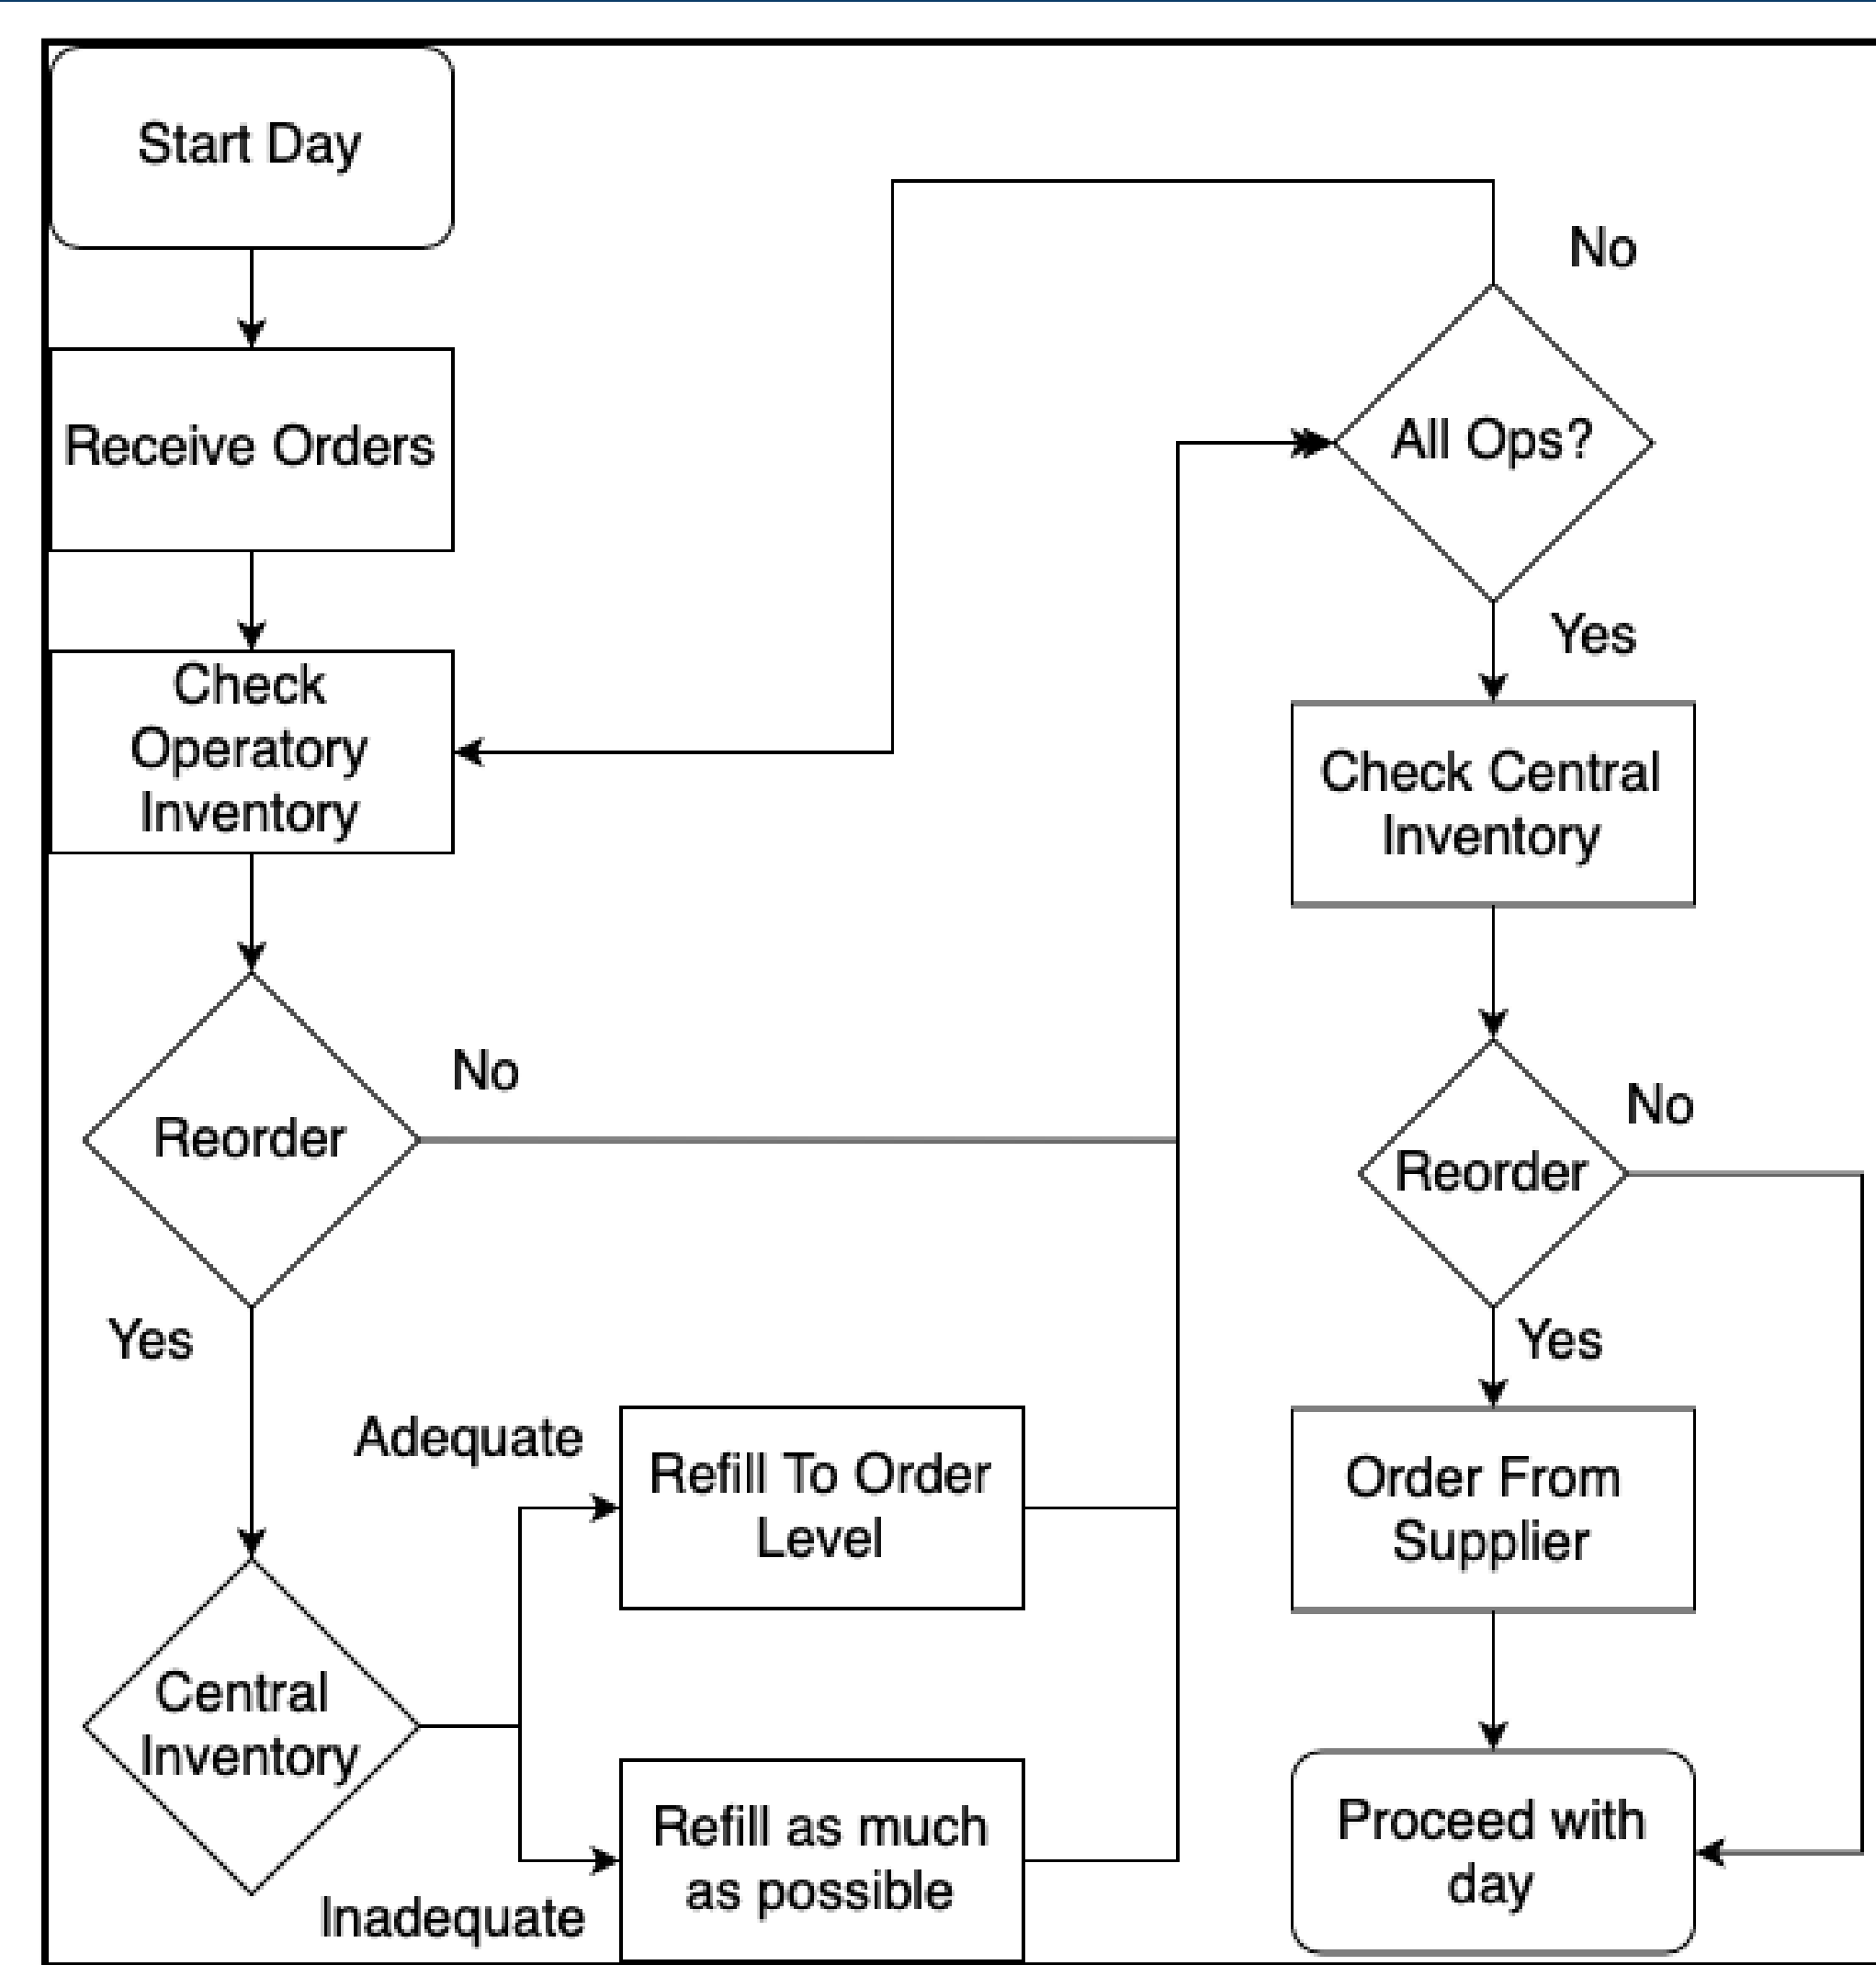 Start Day
Receive Orders
Check
Operatory
Inventory
Reorder
No
Yes
Central
Inventory
Adequate
Refill To Order
Level
Inadequate
Refill as much
as possible
No
All Ops?
Yes
Check Central
Inventory
No
Reorder
Yes
Order From
Supplier
Proceed with
day